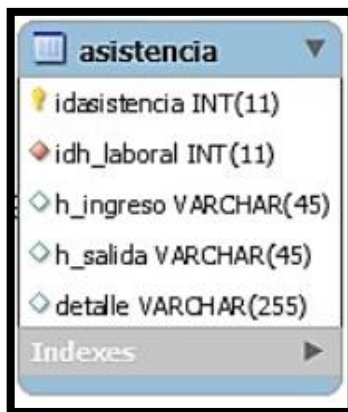 asistencia
idasistencia INT(11)
idh_laboral INT(11)
h_ingreso VARCHAR(45)
h_salida VARCHAR(45)
detalle VARCHAR(255)
Indexes